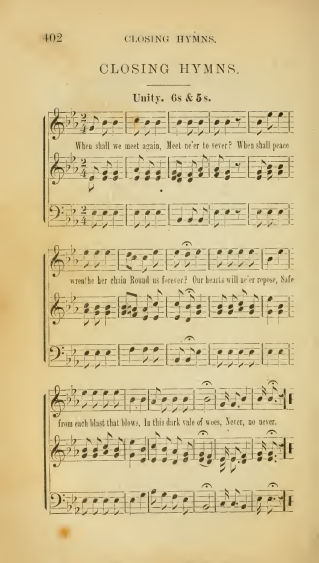 402 CLOSING HYMNS.
CLOSING HYMNS.
Unity. 6s & 5s.
When shall we meet again, Meet ne'er to sever? When shall peace
wreathe her chain Round us forever? Our hearts will ne'er repose, Safe
from each blast that blows, In this dark vale of woes, Never, no never.